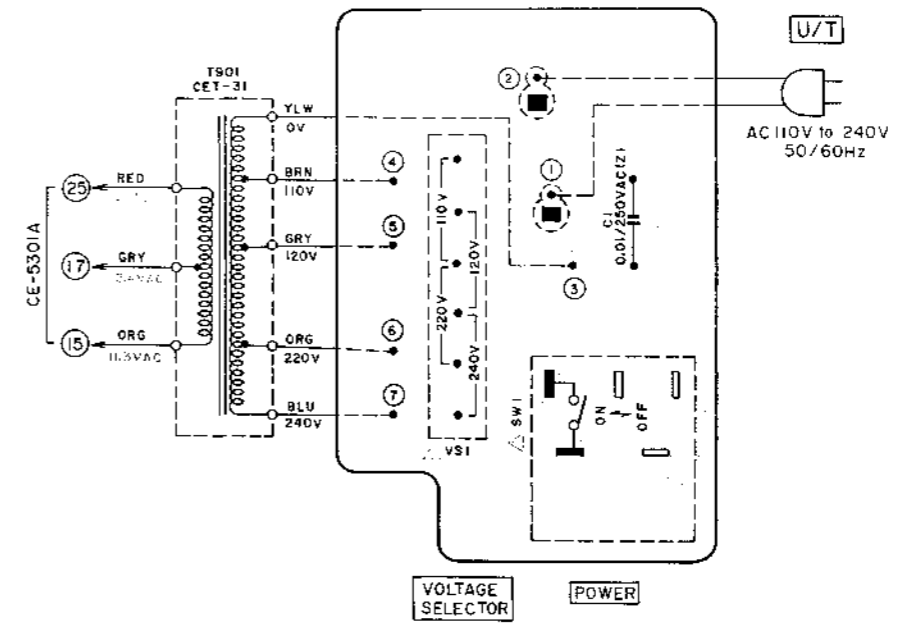 U/T
T901
CET-31
2
YLW
0V
AC 110V to 240V
50/60Hz
4
1
BRN
110V
RED
25
110V
C1
0.01/250VAC(Z)
5
GRY
120V
120V
CE-5301A
GRY
17
3
220V
6
ORG
220V
ORG
15
11.3VAC
240V
7
BLU
240V
SW1
ON
OFF
VS1
VOLTAGE
SELECTOR
POWER